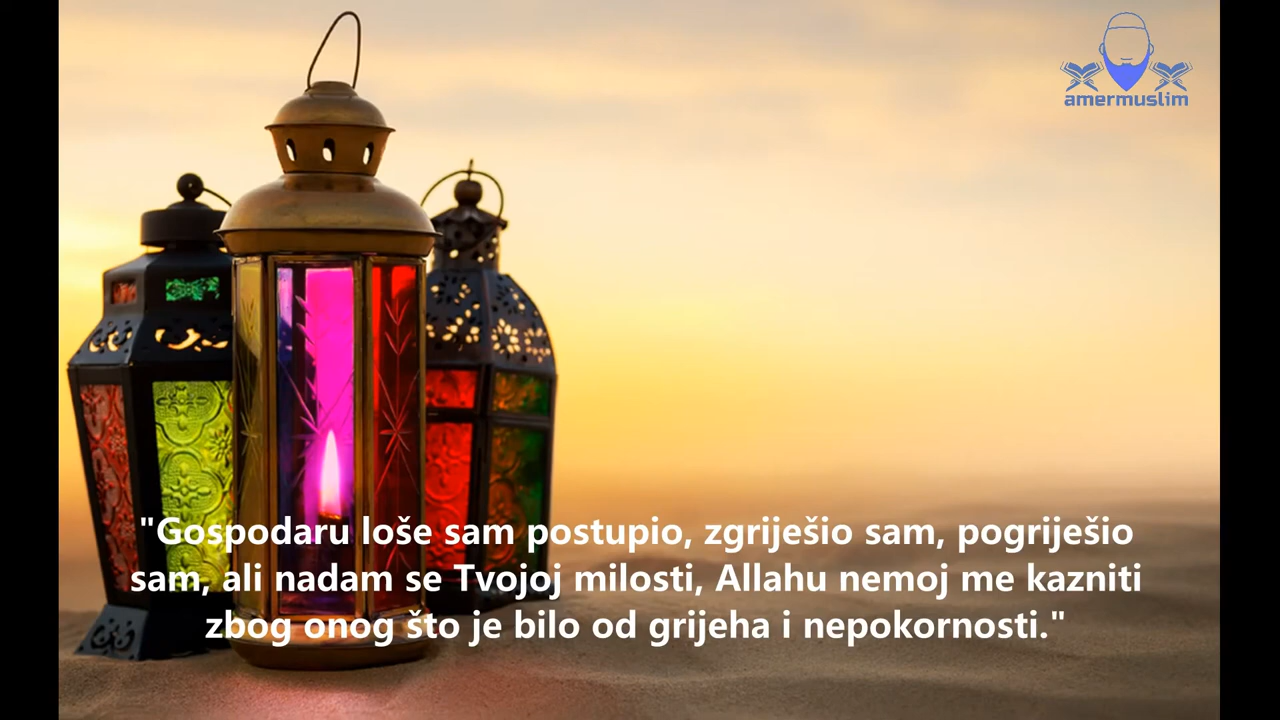 amermuslim
"Gospodaru loše sam postupio, zgriješio sam, pogriješio
sam, ali nadam se Tvojoj milosti, Allahu nemoj me kazniti
zbog onog što je bilo od grijeha i nepokornosti."